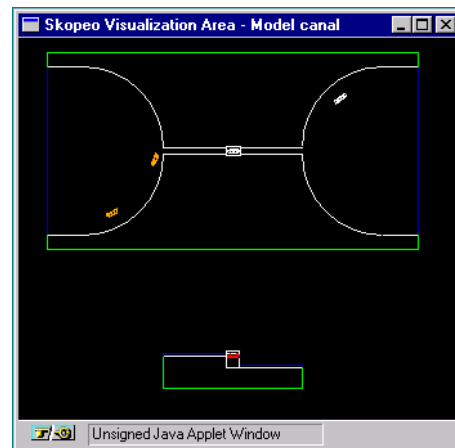 Skopeo Visualization Area - Model canal
Unsigned Java Applet Window